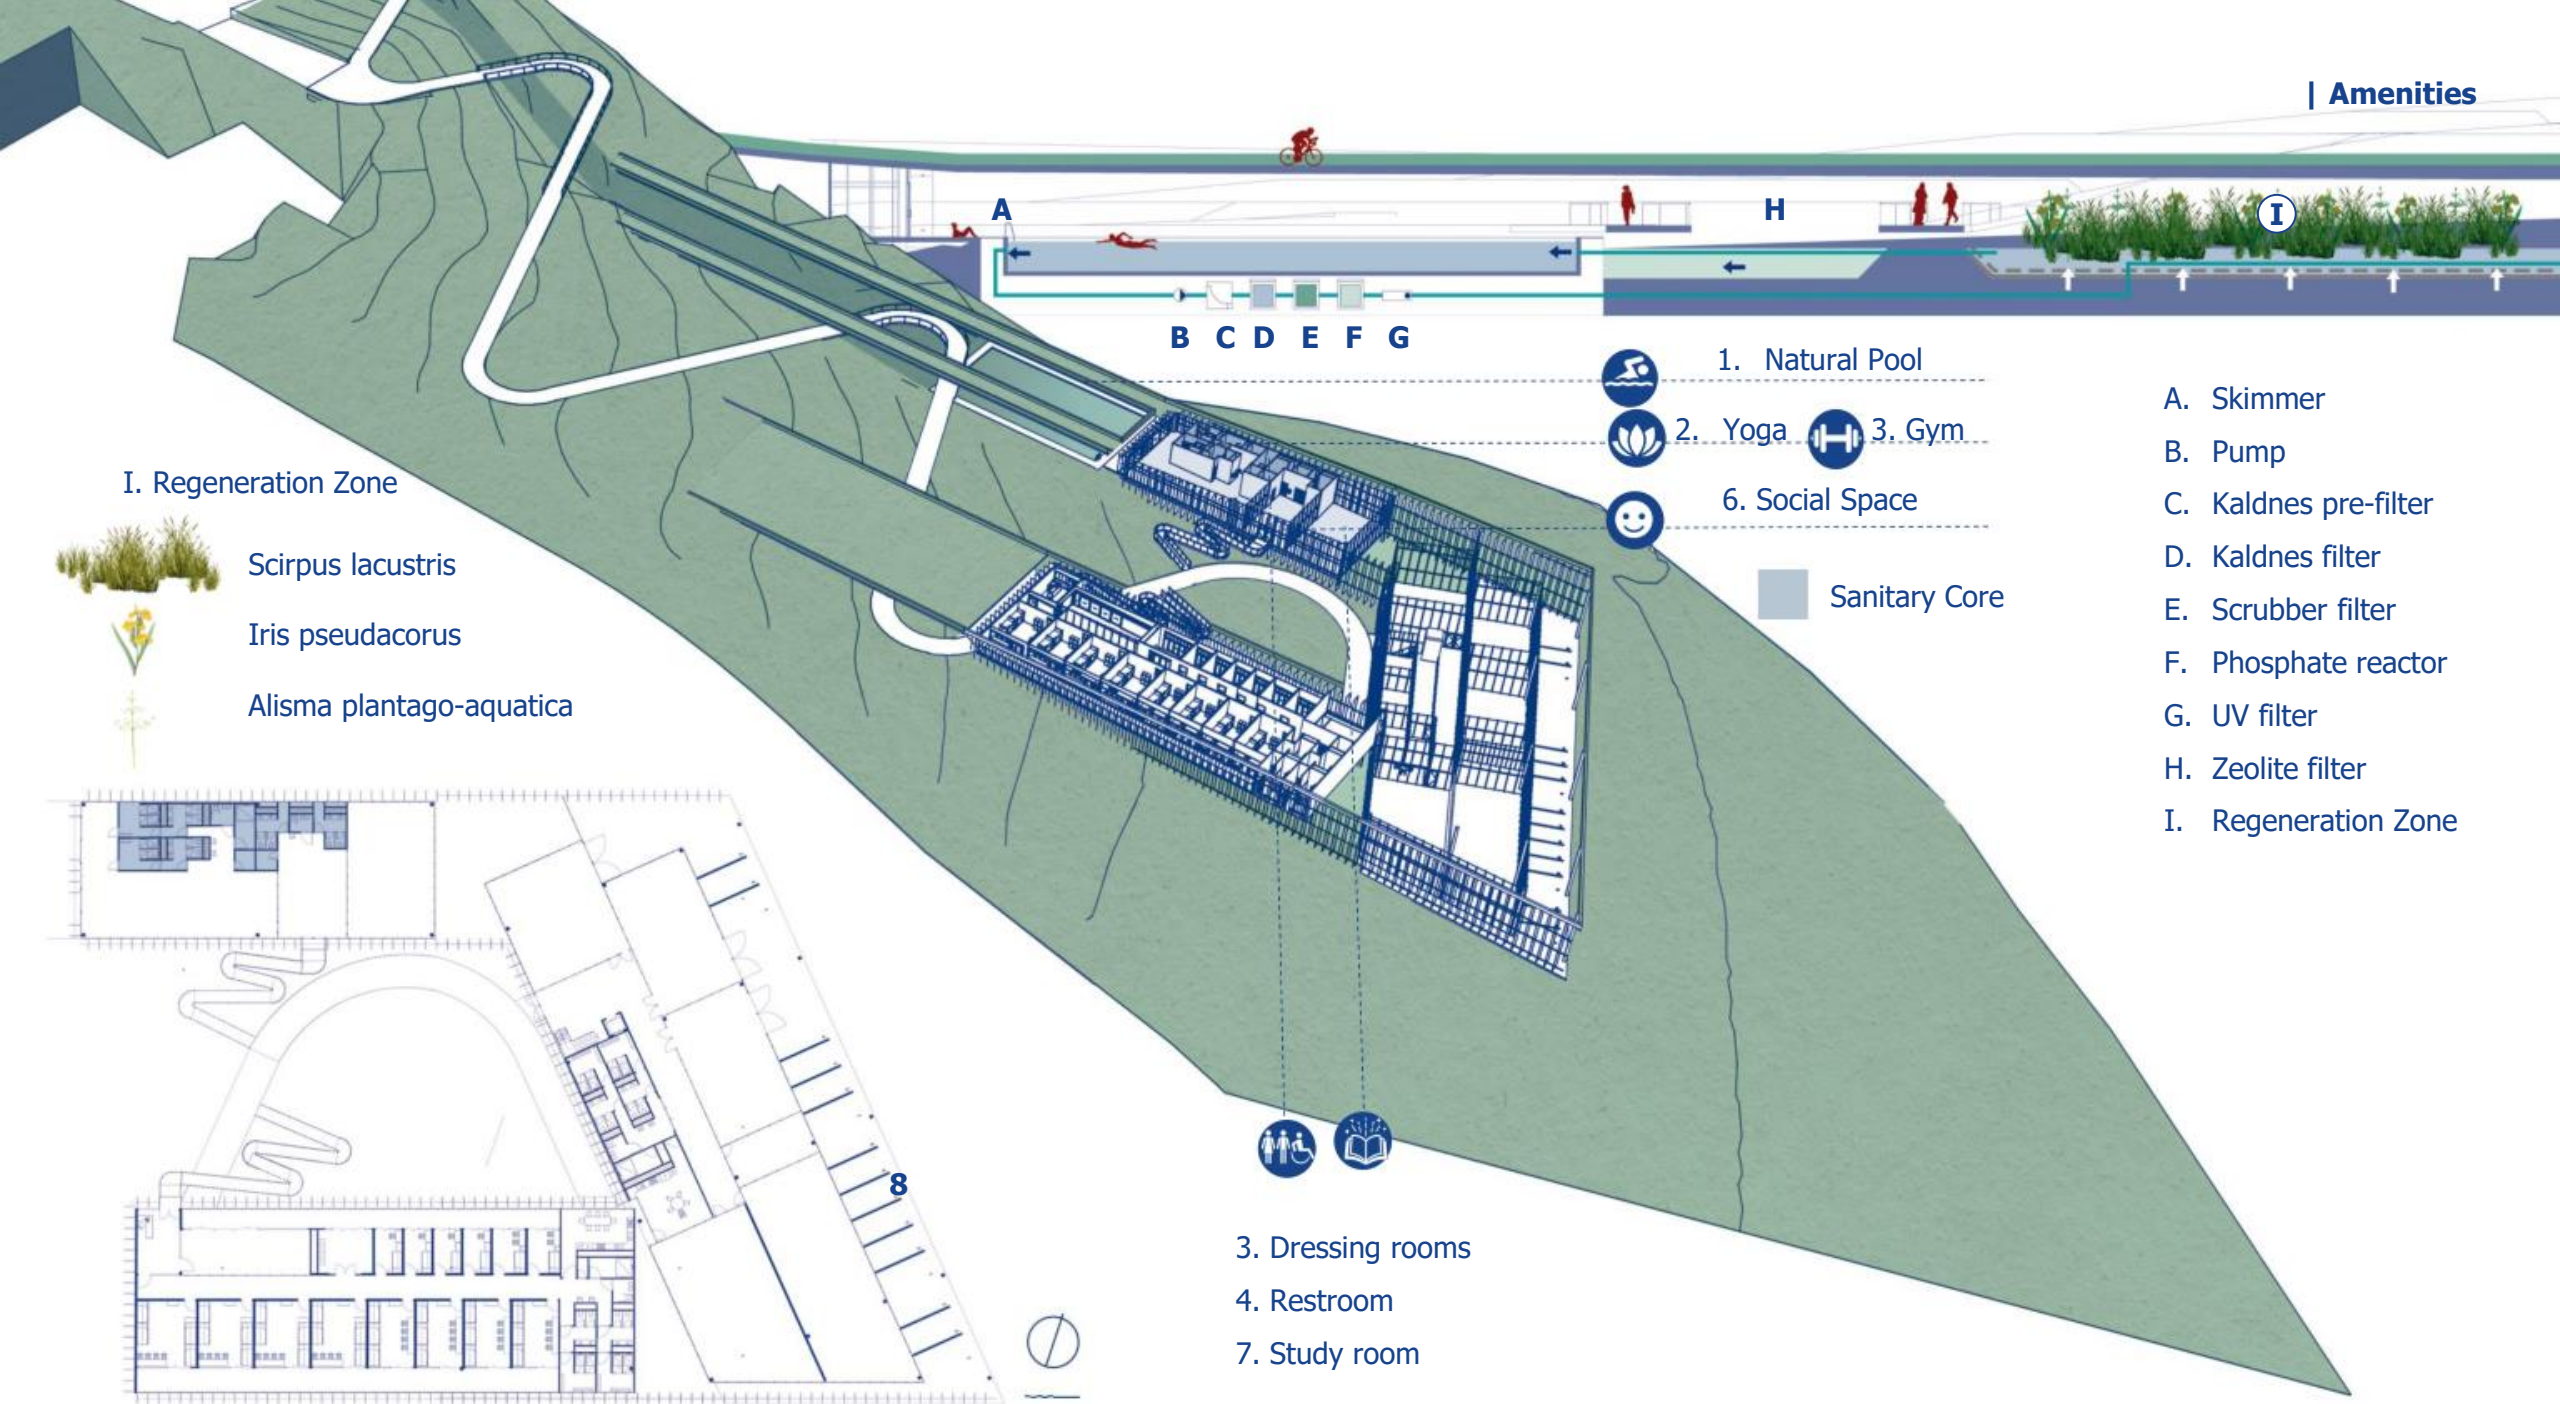 | Amenities
A
H
I
B C D E F G
1. Natural Pool
2. Yoga
3. Gym
6. Social Space
Sanitary Core
A. Skimmer
B. Pump
C. Kaldnes pre-filter
D. Kaldnes filter
E. Scrubber filter
F. Phosphate reactor
G. UV filter
H. Zeolite filter
I. Regeneration Zone
I. Regeneration Zone
Scirpus lacustris
Iris pseudacorus
Alisma plantago-aquatica
8
3. Dressing rooms
4. Restroom
7. Study room